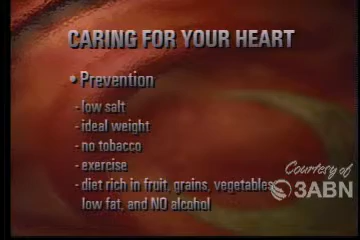 CARING FOR YOUR HEART
• Prevention
- low salt
- ideal weight
- no tobacco
- exercise
- diet rich in fruit, grains, vegetables
low fat, and NO alcohol
Courtesy of
3ABN